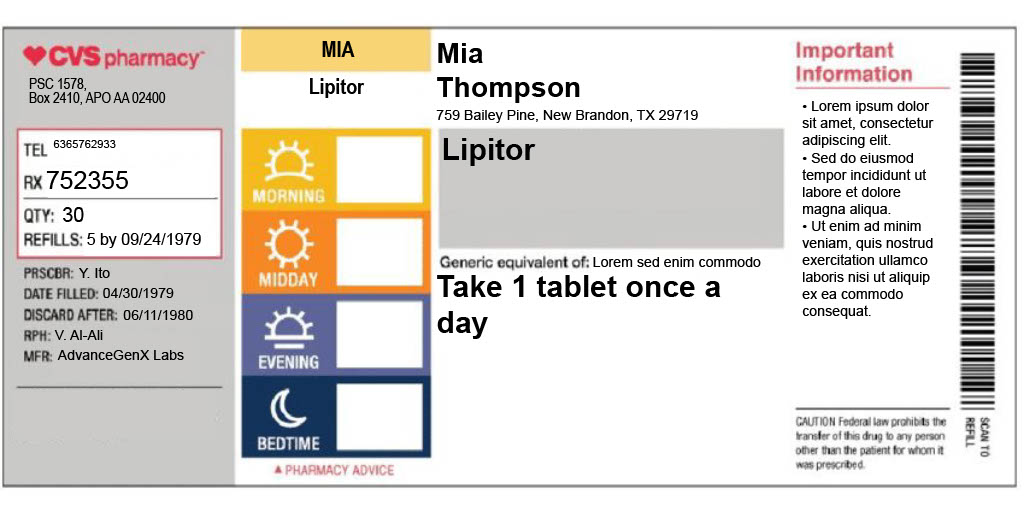 CVS pharmacy
PSC 1578,
Box 2410, APO AA 02400
TEL 6365762933
RX 752355
QTY: 30
REFILLS: 5 by 09/24/1979
PRSCBR: Y. Ito
DATE FILLED: 04/30/1979
DISCARD AFTER: 06/11/1980
RPH: V. Al-Ali
MFR: AdvanceGenX Labs
MIA
Lipitor
MORNING
MIDDAY
EVENING
BEDTIME
▲ PHARMACY ADVICE
Mia
Thompson
759 Bailey Pine, New Brandon, TX 29719
Lipitor
Generic equivalent of: Lorem sed enim commodo
Take 1 tablet once a
day
Important
Information
• Lorem ipsum dolor
sit amet, consectetur
adipiscing elit.
• Sed do eiusmod
tempor incididunt ut
labore et dolore
magna aliqua.
• Ut enim ad minim
veniam, quis nostrud
exercitation ullamco
laboris nisi ut aliquip
ex ea commodo
consequat.
CAUTION Federal law prohibits the
transfer of this drug to any person
other than the patient for whom it
was prescribed.
SCAN TO
REFILL